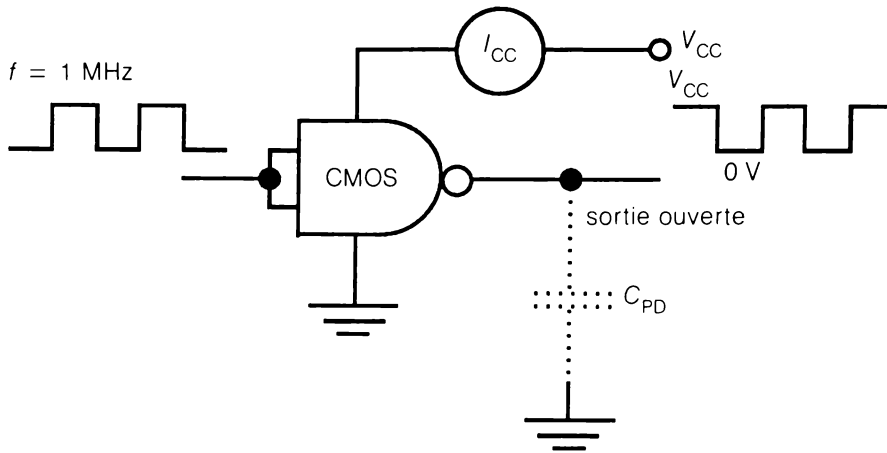 I_CC
V_CC
f = 1 MHz
V_CC
CMOS
0 V
sortie ouverte
C_PD